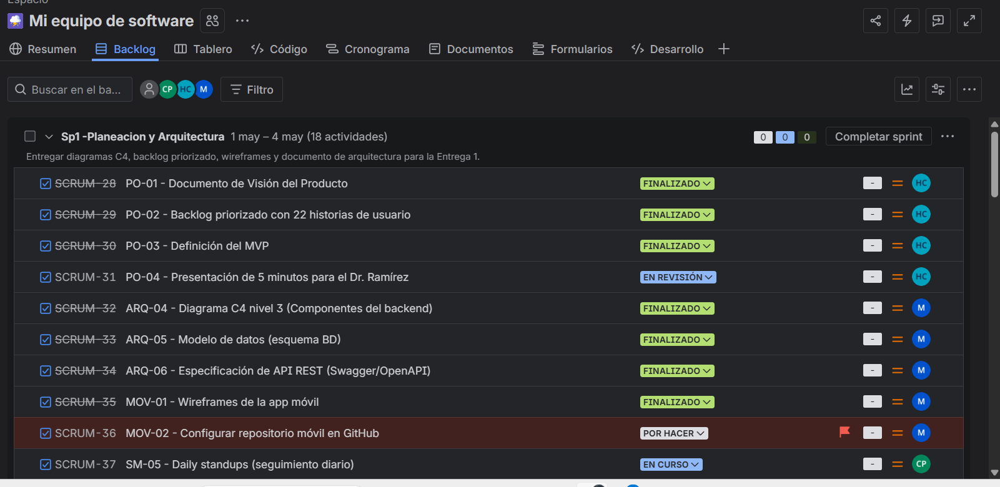 Espacio
Mi equipo de software
Resumen Backlog Tablero Código Cronograma Documentos Formularios Desarrollo
Buscar en el ba... CP HC M Filtro
Sp1 -Planeacion y Arquitectura 1 may – 4 may (18 actividades) 0 0 0 Completar sprint
Entregar diagramas C4, backlog priorizado, wireframes y documento de arquitectura para la Entrega 1.
SCRUM-28 PO-01 - Documento de Visión del Producto FINALIZADO - HC
SCRUM-29 PO-02 - Backlog priorizado con 22 historias de usuario FINALIZADO - HC
SCRUM-30 PO-03 - Definición del MVP FINALIZADO - HC
SCRUM-31 PO-04 - Presentación de 5 minutos para el Dr. Ramírez EN REVISIÓN - HC
SCRUM-32 ARQ-04 - Diagrama C4 nivel 3 (Componentes del backend) FINALIZADO - M
SCRUM-33 ARQ-05 - Modelo de datos (esquema BD) FINALIZADO - M
SCRUM-34 ARQ-06 - Especificación de API REST (Swagger/OpenAPI) FINALIZADO - M
SCRUM-35 MOV-01 - Wireframes de la app móvil FINALIZADO - M
SCRUM-36 MOV-02 - Configurar repositorio móvil en GitHub POR HACER - M
SCRUM-37 SM-05 - Daily standups (seguimiento diario) EN CURSO - CP